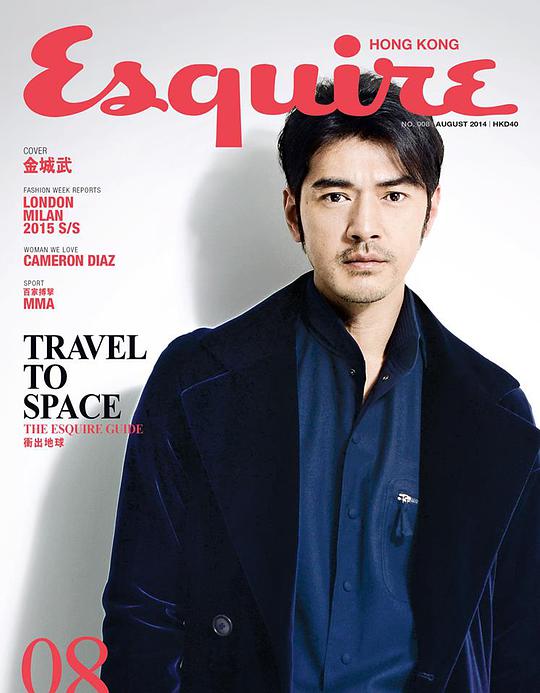 HONG KONG
Esquire
NO. 008 | AUGUST 2014 | HKD40
COVER
金城武
FASHION WEEK REPORTS
LONDON
MILAN
2015 S/S
WOMAN WE LOVE
CAMERON DIAZ
SPORT
百家搏擊
MMA
TRAVEL
TO
SPACE
THE ESQUIRE GUIDE
衝出地球
08